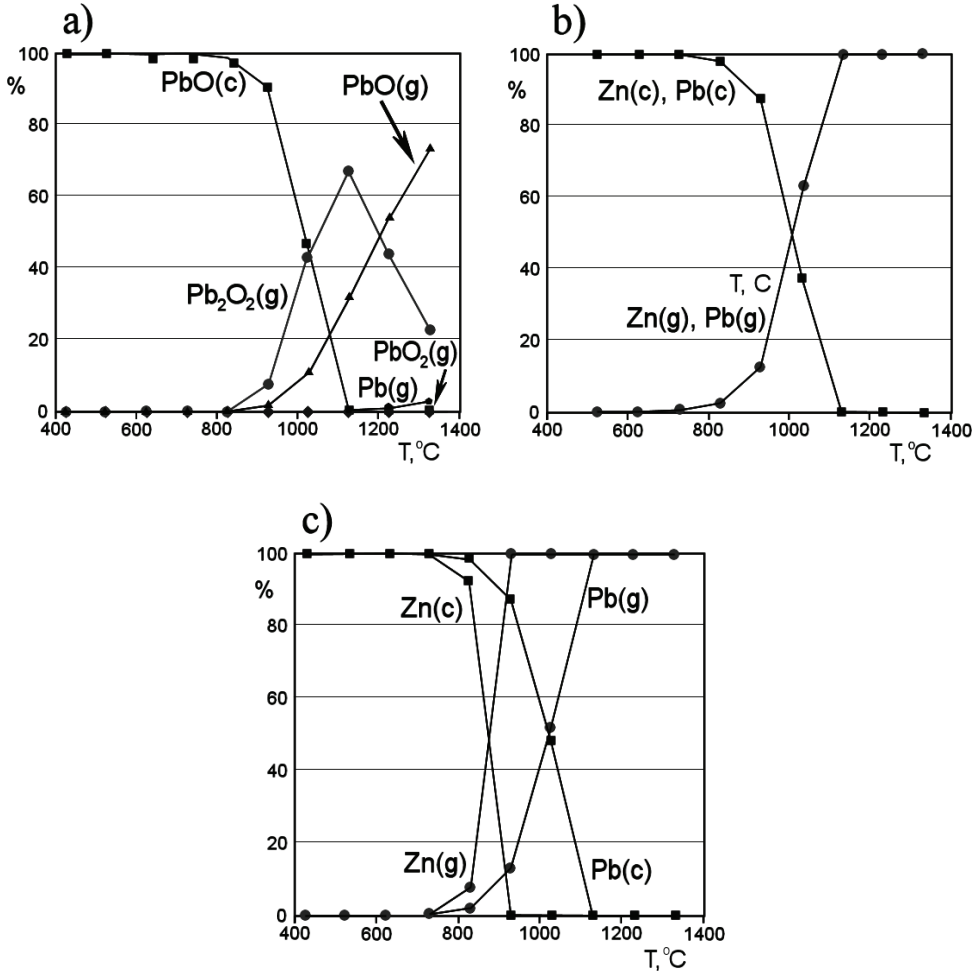 a)
100
%
80
60
40
20
0
PbO(c)
PbO(g)
Pb₂O₂(g)
PbO₂(g)
Pb(g)
400 600 800 1000 1200 1400
T,°C
b)
100
%
80
60
40
20
0
Zn(c), Pb(c)
T, C
Zn(g), Pb(g)
400 600 800 1000 1200 1400
T,°C
c)
100
%
80
60
40
20
0
Zn(c)
Pb(g)
Zn(g)
Pb(c)
400 600 800 1000 1200 1400
T,°C